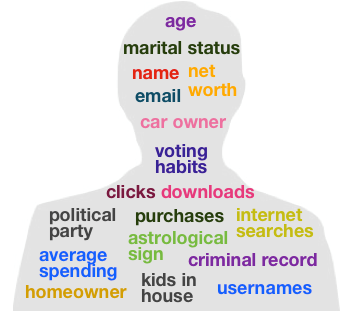 age
marital status
name
net
worth
email
car owner
voting
habits
clicks downloads
political
party
purchases
internet
searches
astrological
sign
average
spending
criminal record
kids in
house
homeowner
usernames